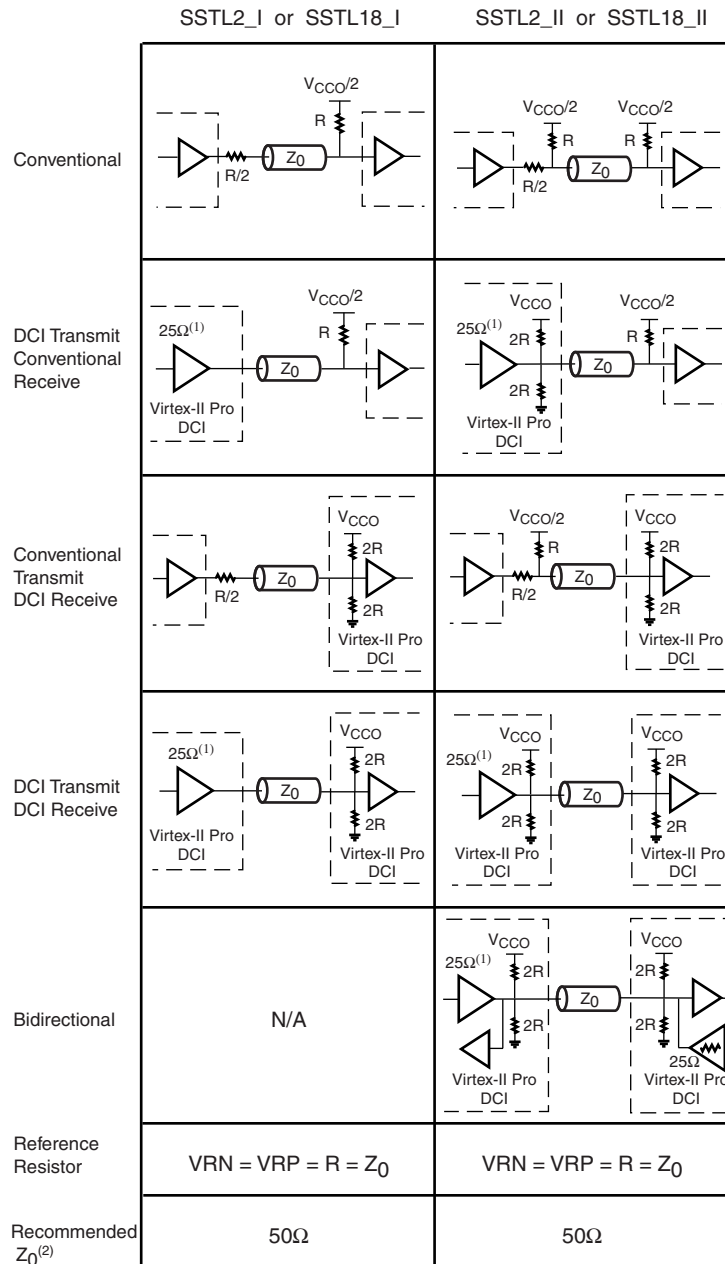 SSTL2_I or SSTL18_I
SSTL2_II or SSTL18_II
Conventional
R/2
Z0
R
VCCO/2
R/2
VCCO/2
R
Z0
VCCO/2
R
DCI Transmit
Conventional
Receive
25Ω(1)
Virtex-II Pro
DCI
Z0
VCCO/2
R
25Ω(1)
VCCO
2R
2R
Virtex-II Pro
DCI
Z0
VCCO/2
R
Conventional
Transmit
DCI Receive
R/2
Z0
VCCO
2R
2R
Virtex-II Pro
DCI
R/2
VCCO/2
R
Z0
VCCO
2R
2R
Virtex-II Pro
DCI
DCI Transmit
DCI Receive
25Ω(1)
Virtex-II Pro
DCI
Z0
VCCO
2R
2R
Virtex-II Pro
DCI
25Ω(1)
VCCO
2R
2R
Virtex-II Pro
DCI
Z0
VCCO
2R
2R
Virtex-II Pro
DCI
Bidirectional
N/A
25Ω(1)
VCCO
2R
2R
Virtex-II Pro
DCI
Z0
VCCO
2R
2R
25Ω
Virtex-II Pro
DCI
Reference
Resistor
VRN = VRP = R = Z0
VRN = VRP = R = Z0
Recommended
Z0(2)
50Ω
50Ω